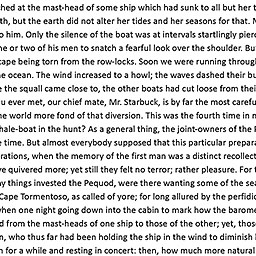 hed at the mast-head of some ship which had sunk to all but her t
th, but the earth did not alter her tides and her seasons for that. N
o him. Only the silence of the boat was at intervals startlingly pierc
ne or two of his men to snatch a fearful look over the shoulder. Bu
cape being torn from the row-locks. Soon we were running throug
he ocean. The wind increased to a howl; the waves dashed their bu
e the squall came close to, the other boats had cut loose from thei
u ever met, our chief mate, Mr. Starbuck, is by far the most carefu
he world more fond of that diversion. This was the fourth time in m
hale-boat in the hunt? As a general thing, the joint-owners of the P
e time. But almost everybody supposed that this particular prepara
rations, when the memory of the first man was a distinct recollect
ve quivered more; yet still they felt no terror; rather pleasure. For t
y things invested the Pequod, were there wanting some of the sea
Cape Tormentoso, as called of yore; for long allured by the perfidio
when one night going down into the cabin to mark how the barome
d from the mast-heads of one ship to those of the other; yet, those
n, who thus far had been holding the ship in the wind to diminish i
n for a while and resting in concert: then, how much more natural